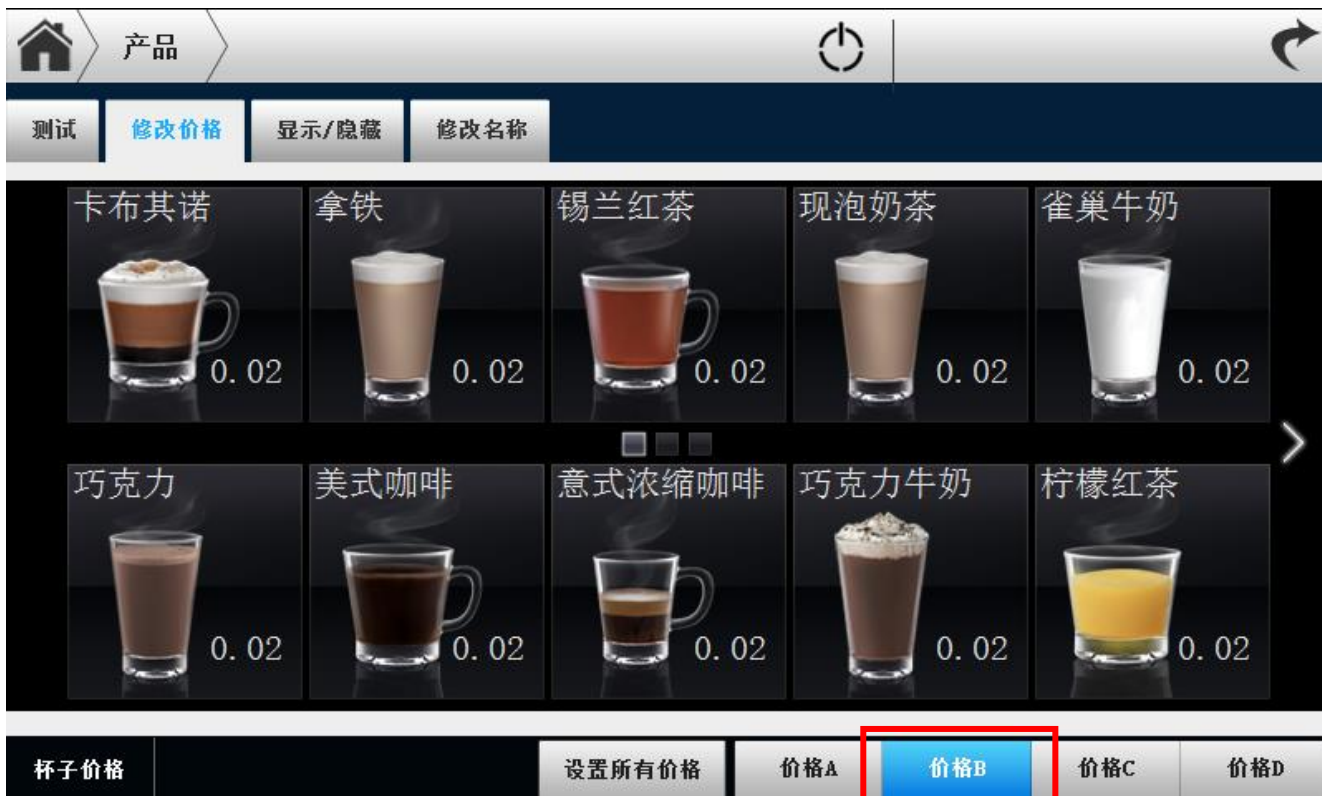 产品
测试 修改价格 显示/隐藏 修改名称
卡布其诺 拿铁 锡兰红茶 现泡奶茶 雀巢牛奶
0.02 0.02 0.02 0.02 0.02
巧克力 美式咖啡 意式浓缩咖啡 巧克力牛奶 柠檬红茶
0.02 0.02 0.02 0.02 0.02
杯子价格 设置所有价格 价格A 价格B 价格C 价格D